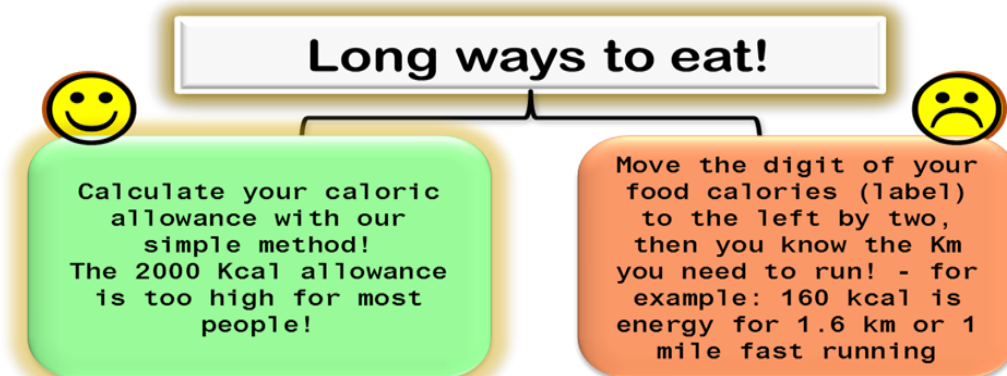 Long ways to eat!
Calculate your caloric
allowance with our
simple method!
The 2000 Kcal allowance
is too high for most
people!
Move the digit of your
food calories (label)
to the left by two,
then you know the Km
you need to run! - for
example: 160 kcal is
energy for 1.6 km or 1
mile fast running